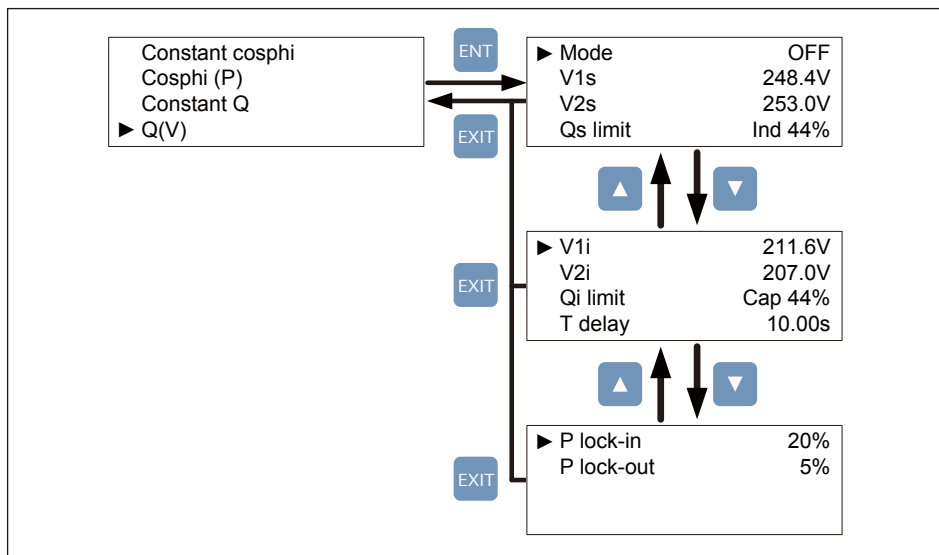 Constant cosphi
Cosphi (P)
Constant Q
► Q(V)
ENT
EXIT
► Mode OFF
V1s 248.4V
V2s 253.0V
Qs limit Ind 44%
▲
▼
EXIT
► V1i 211.6V
V2i 207.0V
Qi limit Cap 44%
T delay 10.00s
▲
▼
EXIT
► P lock-in 20%
P lock-out 5%